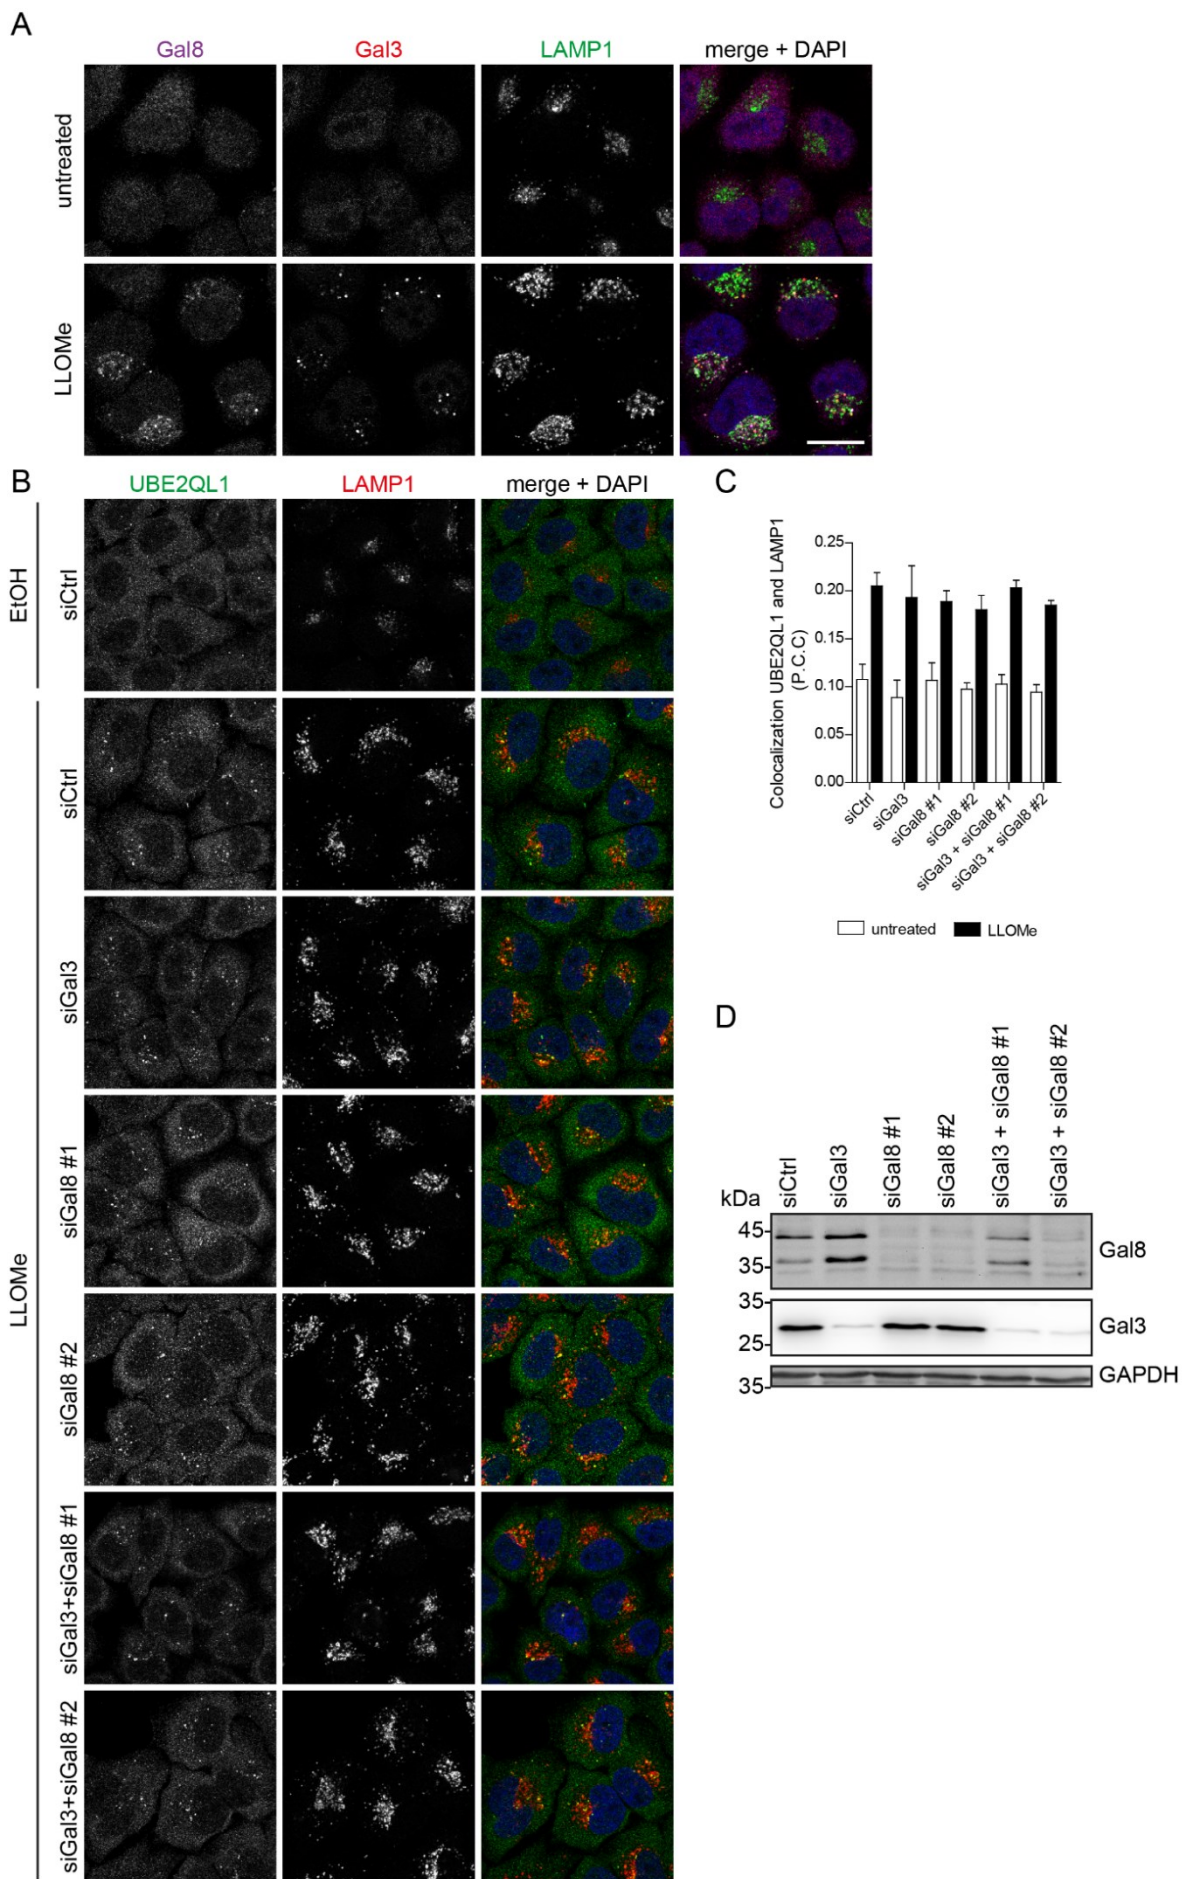 A
Gal8 Gal3 LAMP1 merge + DAPI
untreated
LLOMe
B
UBE2QL1 LAMP1 merge + DAPI
EtOH
siCtrl
LLOMe
siCtrl
siGal3
siGal8 #1
siGal8 #2
siGal3+siGal8 #1
siGal3+siGal8 #2
C
Colocalization UBE2QL1 and LAMP1
(P.C.C)
0.25
0.20
0.15
0.10
0.05
0.00
siCtrl
siGal3
siGal8 #1
siGal8 #2
siGal3 + siGal8 #1
siGal3 + siGal8 #2
untreated LLOMe
D
siCtrl
siGal3
siGal8 #1
siGal8 #2
siGal3 + siGal8 #1
siGal3 + siGal8 #2
kDa
45
35
Gal8
35
25
Gal3
35
GAPDH